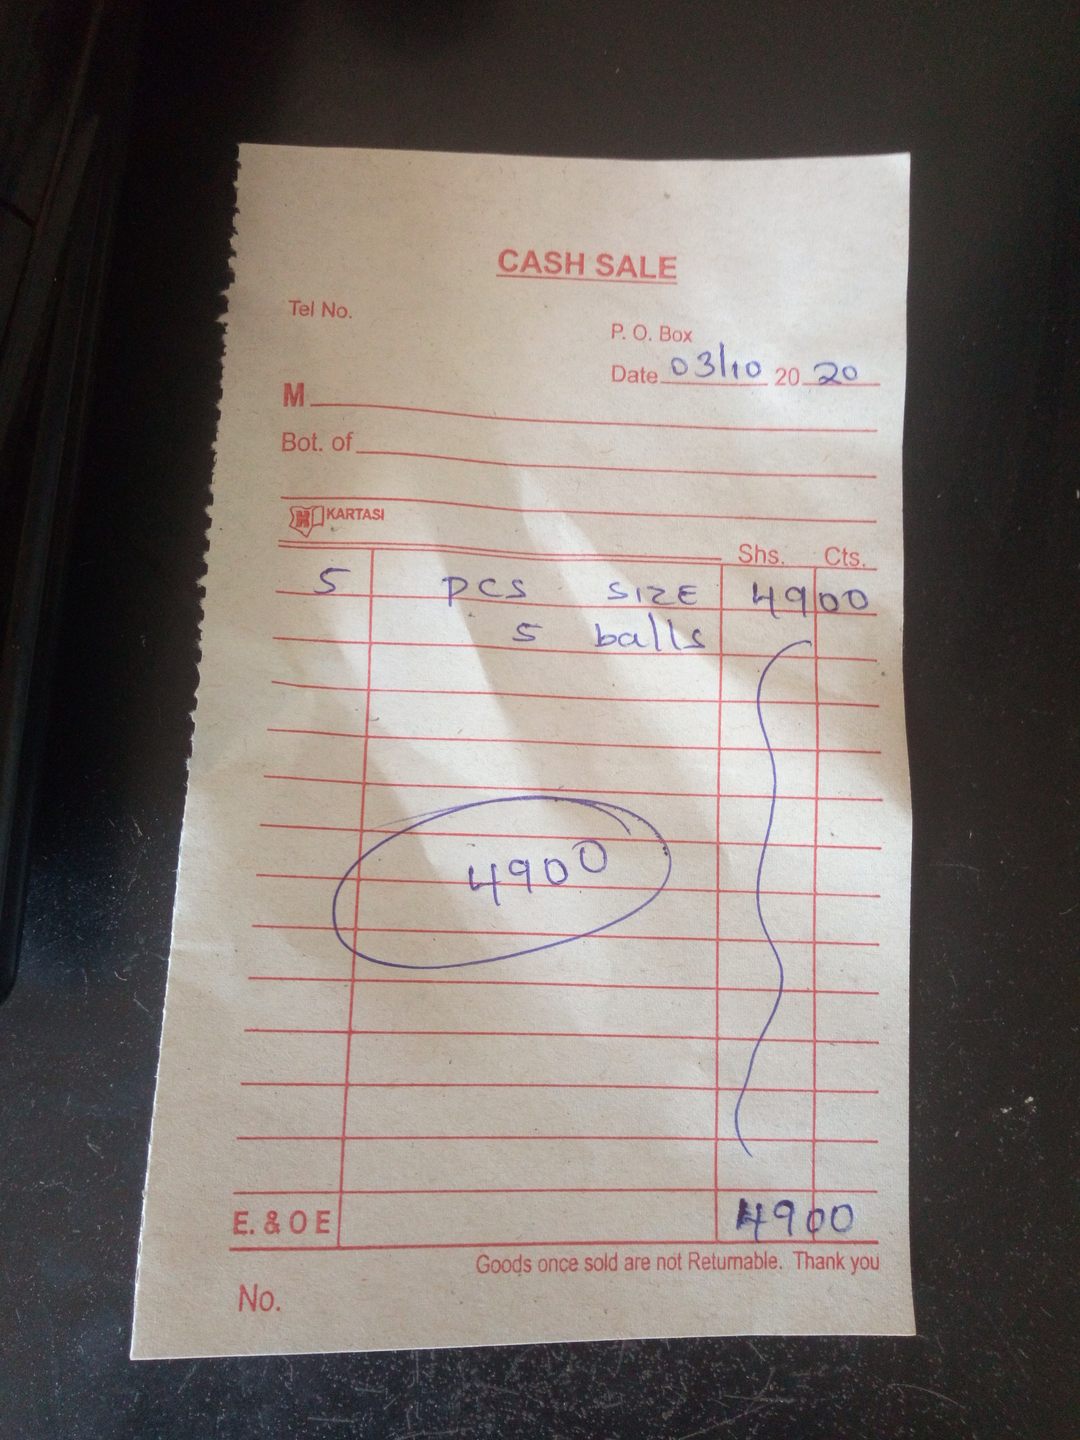 CASH SALE
Tel No.
P. O. Box
Date 03/10 20 20
M
Bot. of
KARTASI
Shs. Cts.
5 PCS SIZE 4900
5 balls
4900
E. & O E 4900
Goods once sold are not Returnable. Thank you
No.